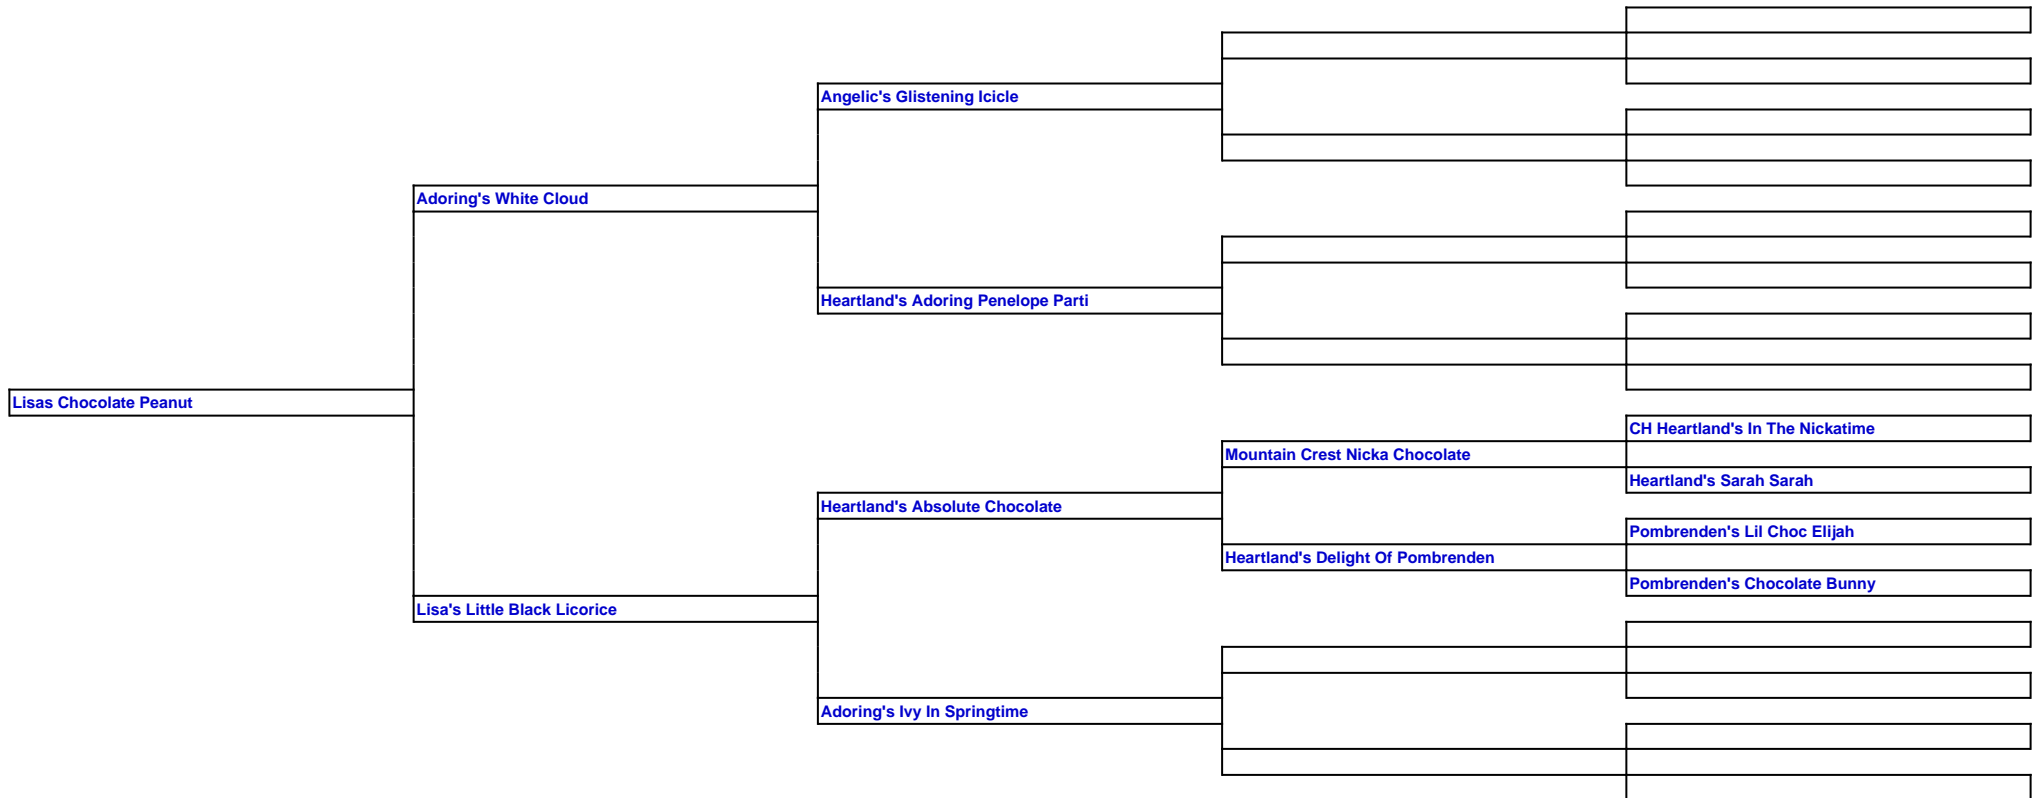 Angelic's Glistening Icicle
Adoring's White Cloud
Heartland's Adoring Penelope Parti
Lisas Chocolate Peanut
CH Heartland's In The Nickatime
Mountain Crest Nicka Chocolate
Heartland's Sarah Sarah
Heartland's Absolute Chocolate
Pombrenden's Lil Choc Elijah
Heartland's Delight Of Pombrenden
Pombrenden's Chocolate Bunny
Lisa's Little Black Licorice
Adoring's Ivy In Springtime